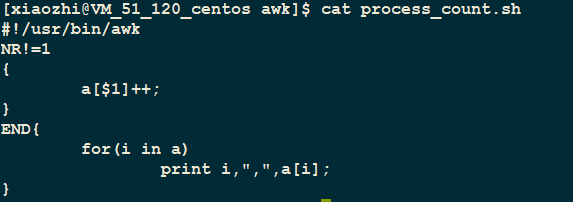 [xiaozhi@VM_51_120_centos awk]$ cat process_count.sh
#!/usr/bin/awk
NR!=1
{
        a[$1]++;
}
END{
        for(i in a)
                print i,",",a[i];
}